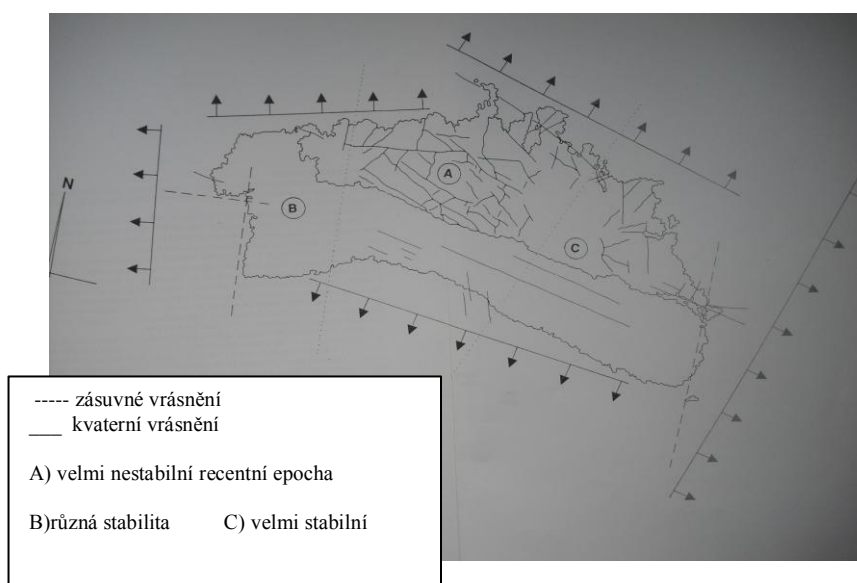 N
A
B
C
----- zásuvné vrásnění
___ kvaterní vrásnění
A) velmi nestabilní recentní epocha
B)různá stabilita C) velmi stabilní